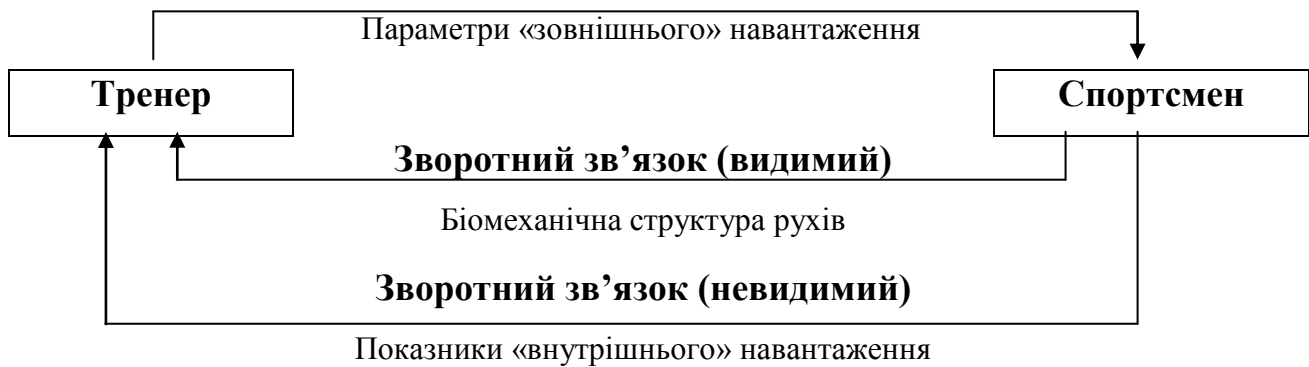 Параметри «зовнішнього» навантаження
Тренер
Спортсмен
Зворотний зв’язок (видимий)
Біомеханічна структура рухів
Зворотний зв’язок (невидимий)
Показники «внутрішнього» навантаження